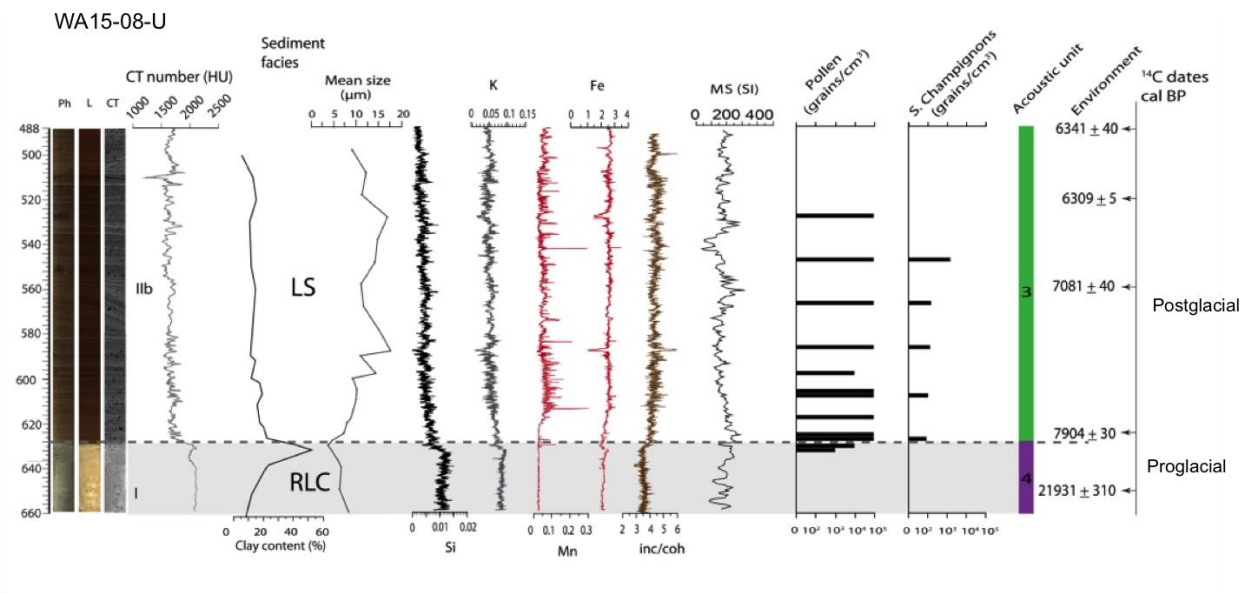 WA15-08-U
Sediment
facies
CT number (HU)
Mean size
(μm)
K
Fe
MS (SI)
Pollen
(grains/cm³)
S. Champignons
(grains/cm³)
Acoustic unit
Environment
¹⁴C dates
cal BP
Ph L CT
1000 1500 2000 2500
0 5 10 15 20
0 0.05 0.1 0.15
0 1 2 3 4
0 200 400
488
500
520
540
560
580
600
620
640
660
IIb
I
LS
RLC
3
4
6341 ± 40
6309 ± 5
7081 ± 40
7904 ± 30
21931 ± 310
Postglacial
Proglacial
0 20 40 60
Clay content (%)
0 0.01 0.02
Si
0 0.1 0.2 0.3
Mn
2 3 4 5 6
inc/coh
0 10² 10³ 10⁴ 10⁵
0 10² 10³ 10⁴ 10⁵